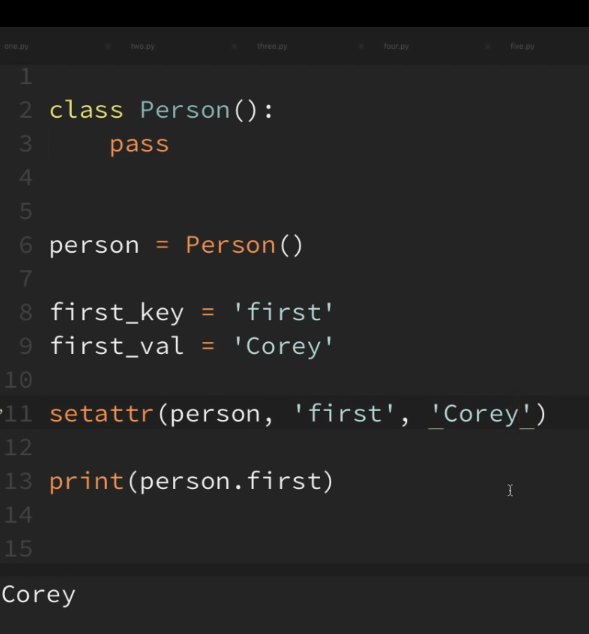 one.py two.py three.py four.py five.py
1
2 class Person():
3     pass
4
5
6 person = Person()
7
8 first_key = 'first'
9 first_val = 'Corey'
10
11 setattr(person, 'first', 'Corey')
12
13 print(person.first)
14
15
Corey